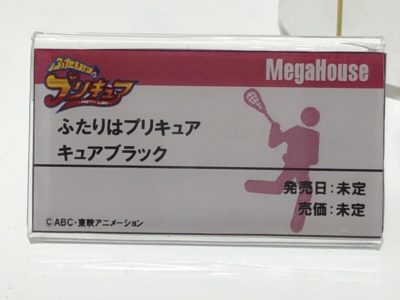 ふたりはプリキュア
MegaHouse
ふたりはプリキュア
キュアブラック
発売日:未定
売価:未定
©ABC・東映アニメーション